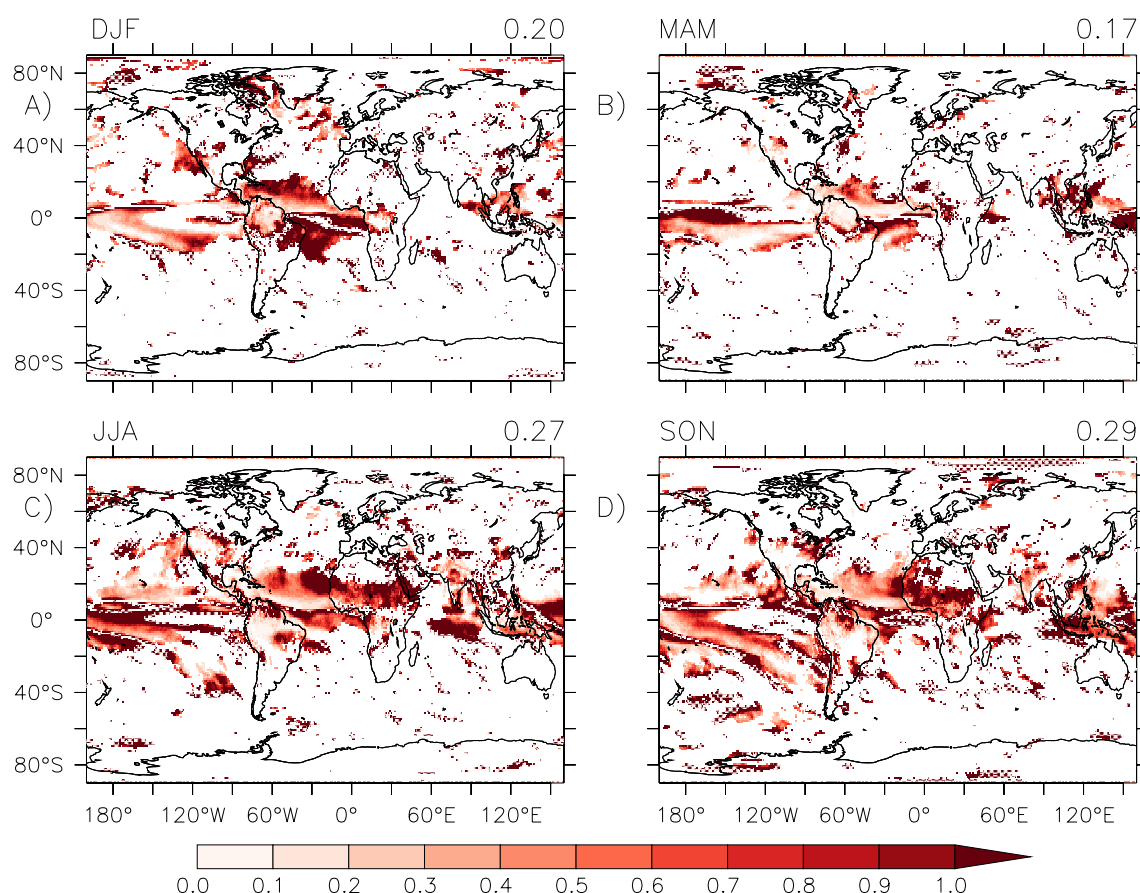 DJF 0.20 MAM 0.17
80°N
A) B)
40°N
0°
40°S
80°S
JJA 0.27 SON 0.29
80°N
C) D)
40°N
0°
40°S
80°S
180° 120°W 60°W 0° 60°E 120°E 180° 120°W 60°W 0° 60°E 120°E
0.0 0.1 0.2 0.3 0.4 0.5 0.6 0.7 0.8 0.9 1.0